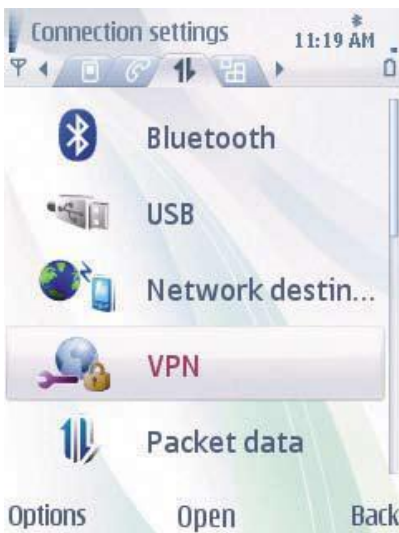 Connection settings
11:19 AM
Bluetooth
USB
Network destin...
VPN
Packet data
Options Open Back